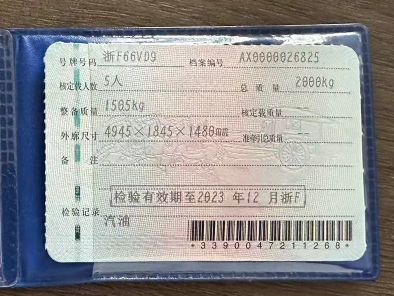 号牌号码 浙F66V09 档案编号 AX0000026825
核定载人数 5人 总质量 2000kg
整备质量 1505kg 核定载质量 --
外廓尺寸 4945×1845×1480mm 准牵引总质量 --
备注
检验有效期至2023年12月浙F
检验记录
汽油
*3390047211268*